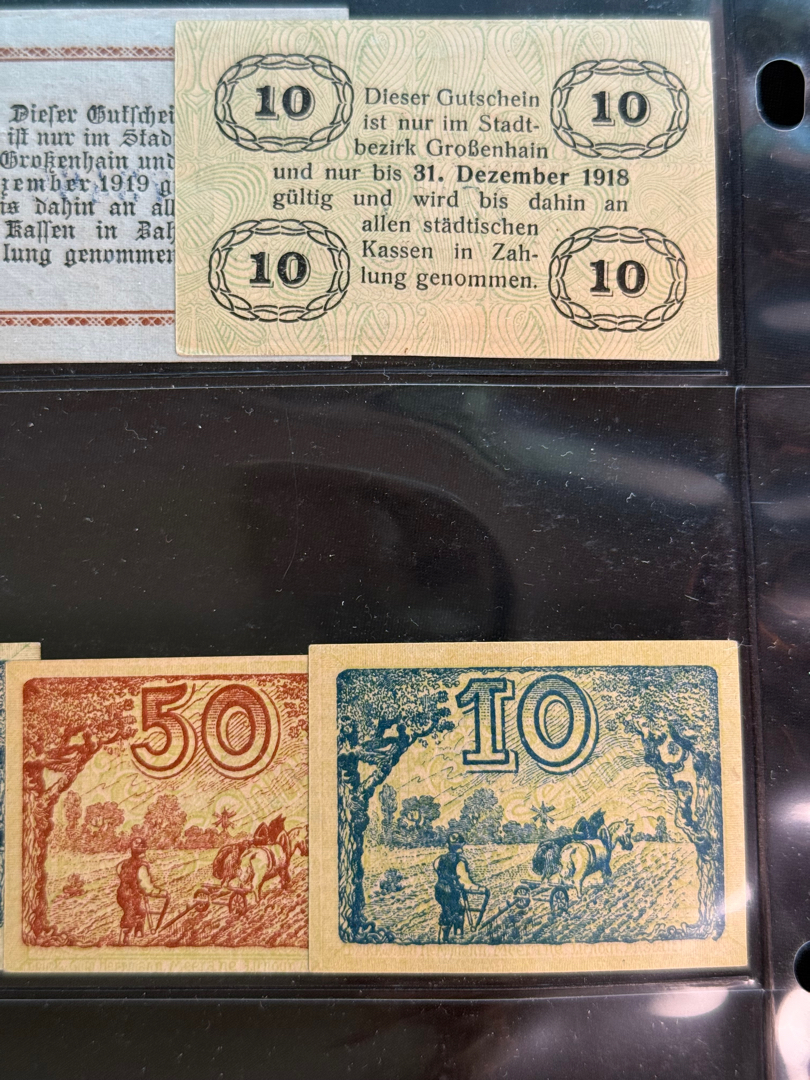 Dieser Gutschei
ist nur im Stad
Großenhain und
zember 1919 g
is dahin an all
Kassen in Zah
lung genommen
10
10
Dieser Gutschein
ist nur im Stadt-
bezirk Großenhain
und nur bis 31. Dezember 1918
gültig und wird bis dahin an
allen städtischen
Kassen in Zah-
lung genommen.
10
10
50
10